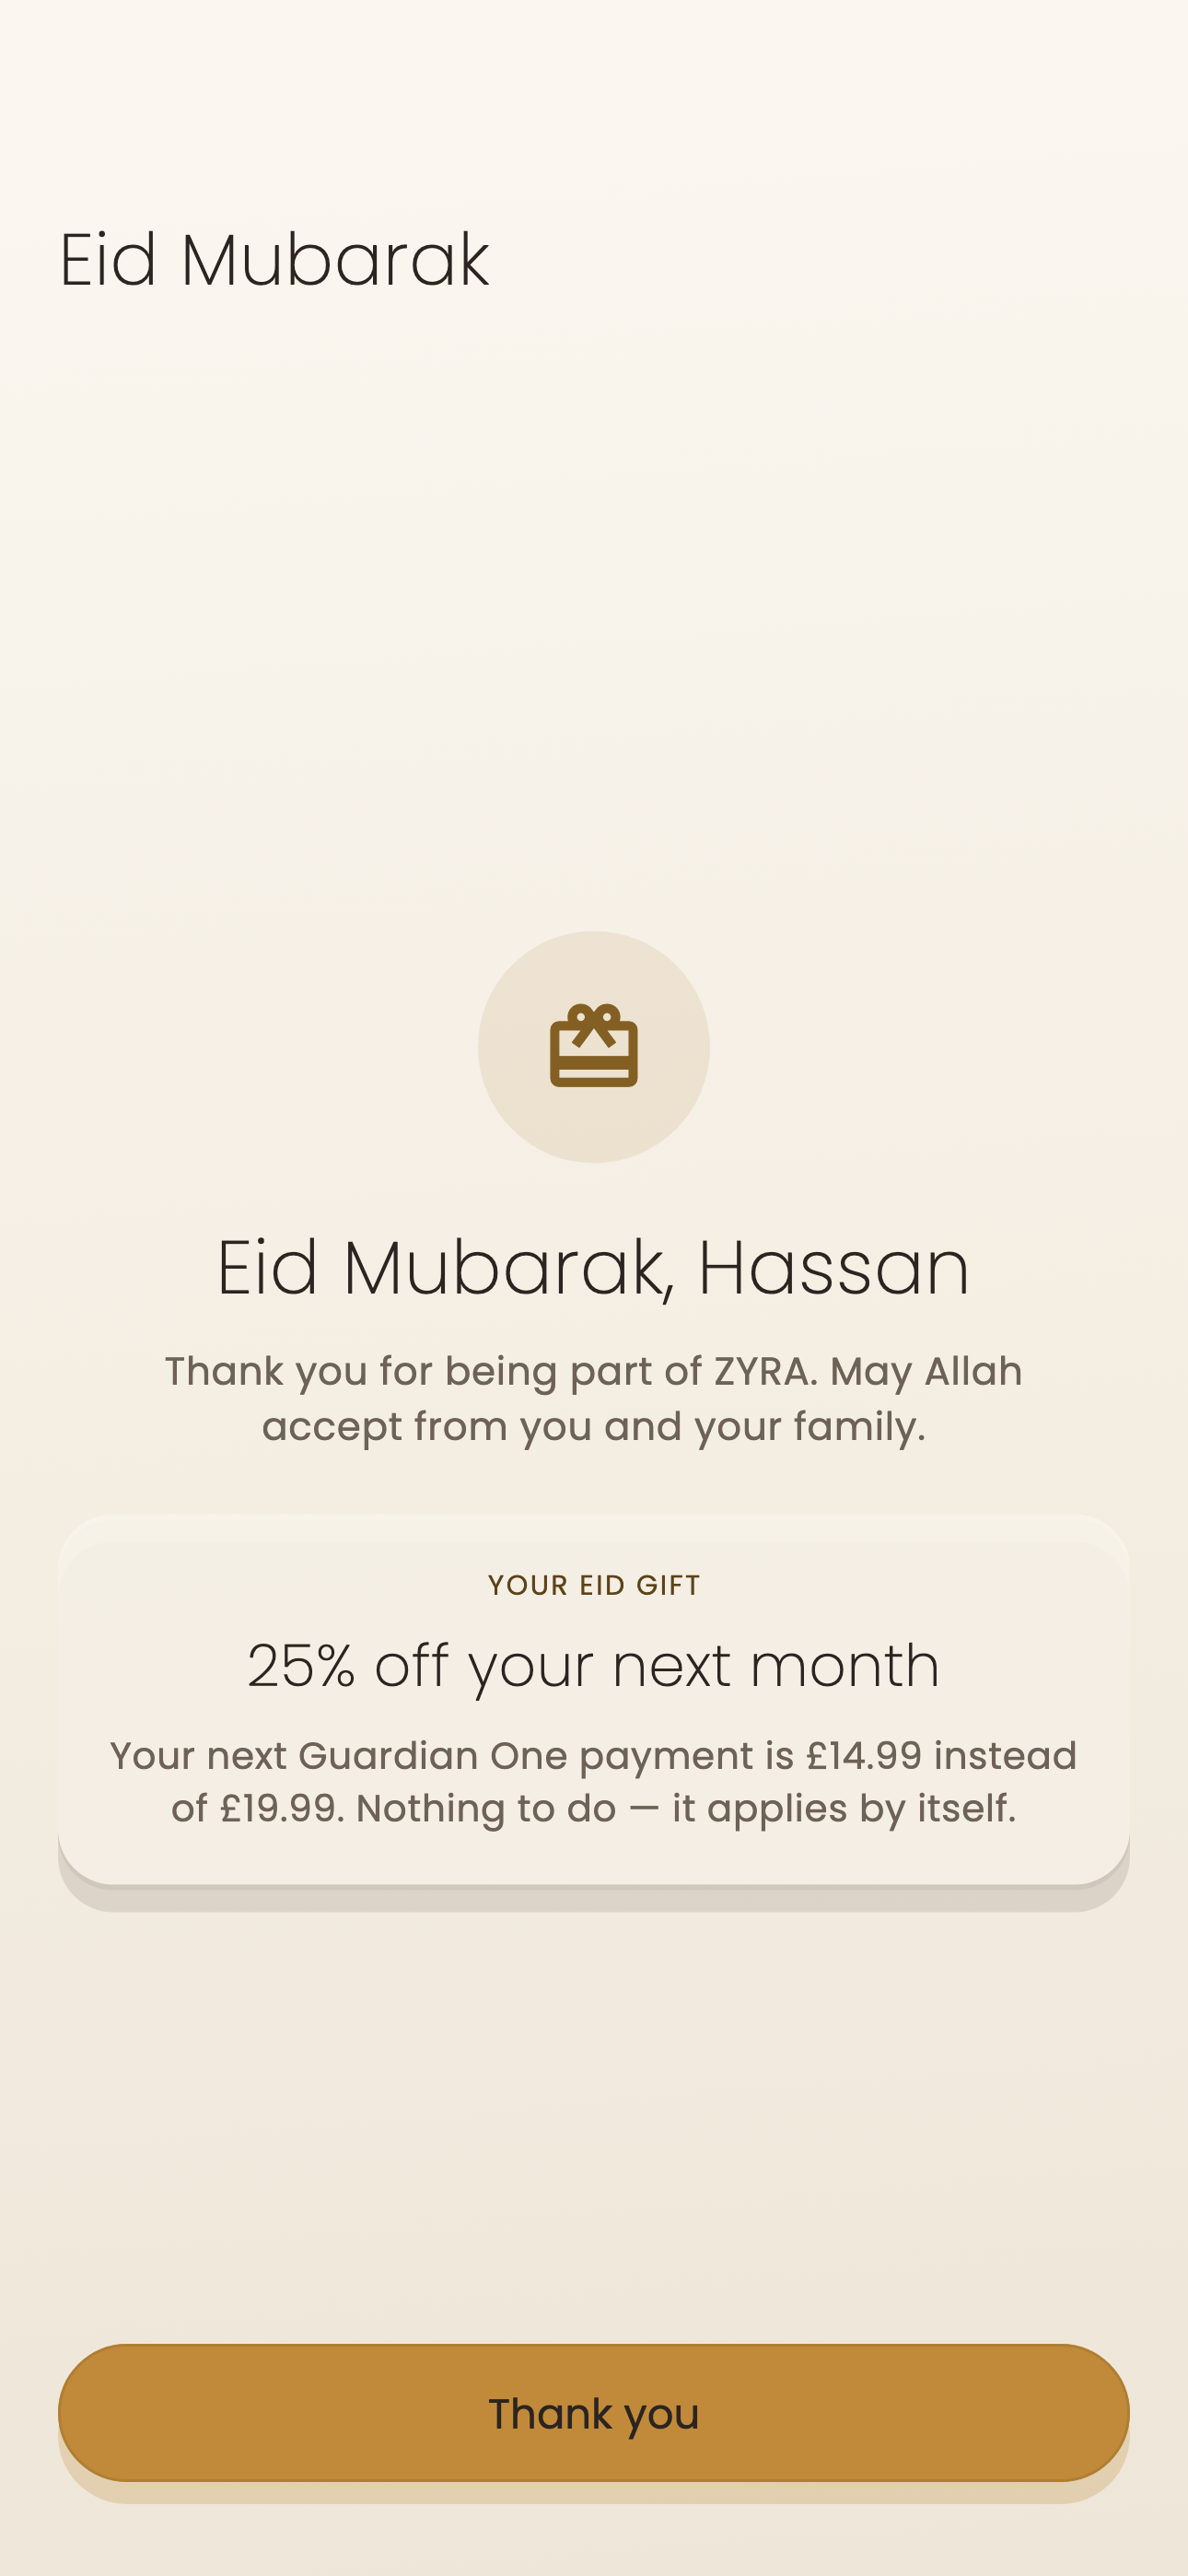 Eid Mubarak
Eid Mubarak, Hassan
Thank you for being part of ZYRA. May Allah
accept from you and your family.
YOUR EID GIFT
25% off your next month
Your next Guardian One payment is £14.99 instead
of £19.99. Nothing to do — it applies by itself.
Thank you